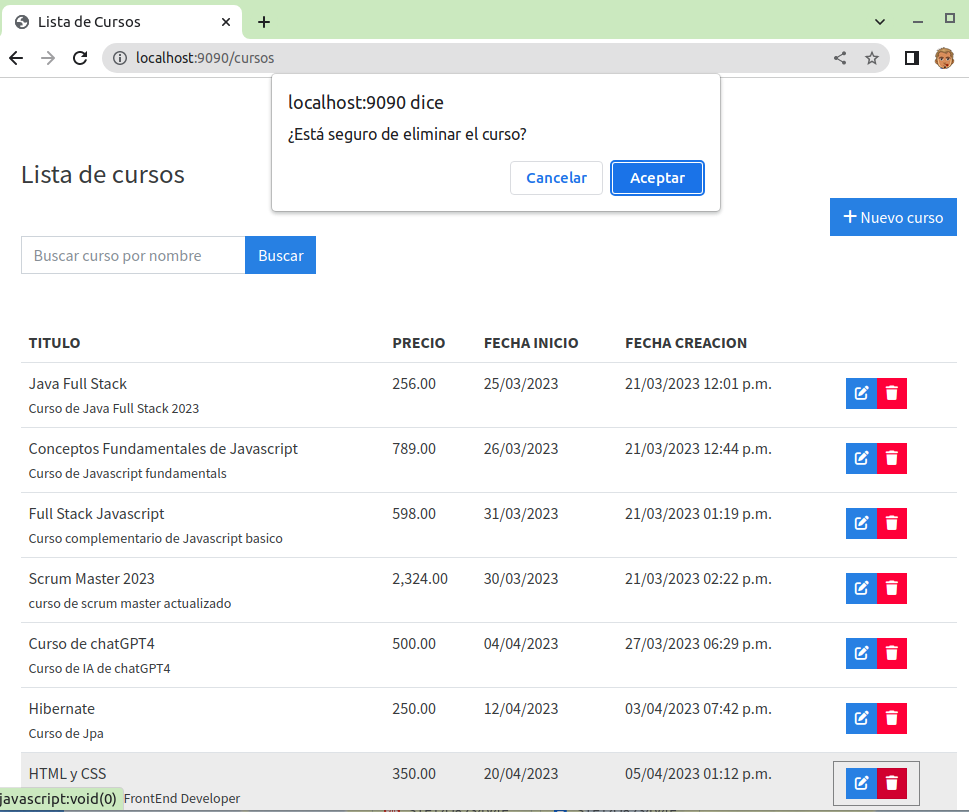 Lista de Cursos
localhost:9090/cursos
localhost:9090 dice
¿Está seguro de eliminar el curso?
Cancelar
Aceptar
Lista de cursos
Nuevo curso
Buscar curso por nombre
Buscar
TITULO PRECIO FECHA INICIO FECHA CREACION
Java Full Stack 256.00 25/03/2023 21/03/2023 12:01 p.m.
Curso de Java Full Stack 2023
Conceptos Fundamentales de Javascript 789.00 26/03/2023 21/03/2023 12:44 p.m.
Curso de Javascript fundamentals
Full Stack Javascript 598.00 31/03/2023 21/03/2023 01:19 p.m.
Curso complementario de Javascript basico
Scrum Master 2023 2,324.00 30/03/2023 21/03/2023 02:22 p.m.
curso de scrum master actualizado
Curso de chatGPT4 500.00 04/04/2023 27/03/2023 06:29 p.m.
Curso de IA de chatGPT4
Hibernate 250.00 12/04/2023 03/04/2023 07:42 p.m.
Curso de Jpa
HTML y CSS 350.00 20/04/2023 05/04/2023 01:12 p.m.
javascript:void(0) FrontEnd Developer